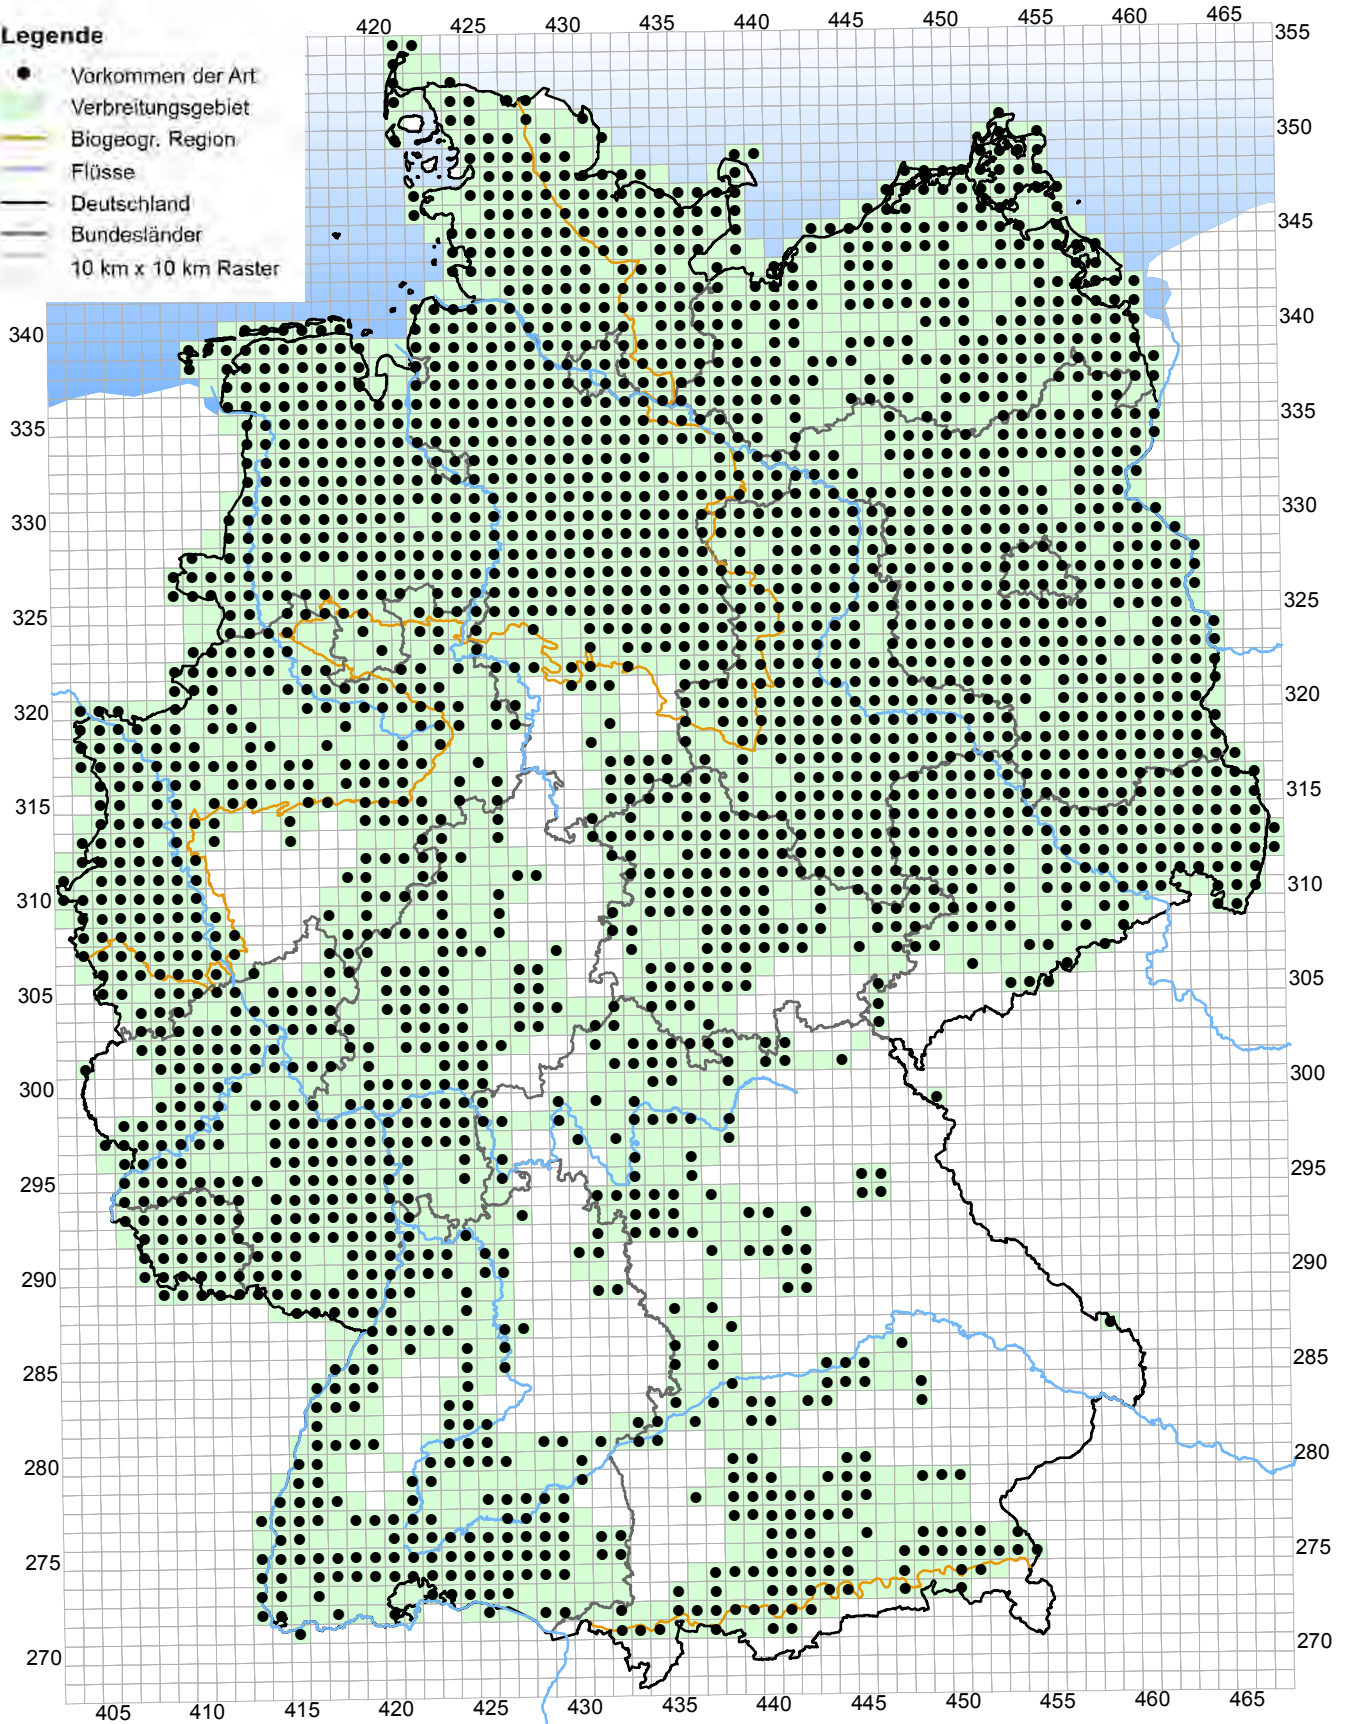 Legende
Vorkommen der Art
Verbreitungsgebiet
Biogeogr. Region
Flüsse
Deutschland
Bundesländer
10 km x 10 km Raster
420 425 430 435 440 445 450 455 460 465
355
350
345
340 340
335 335
330 330
325 325
320 320
315 315
310 310
305 305
300 300
295 295
290 290
285 285
280 280
275 275
270 270
405 410 415 420 425 430 435 440 445 450 455 460 465